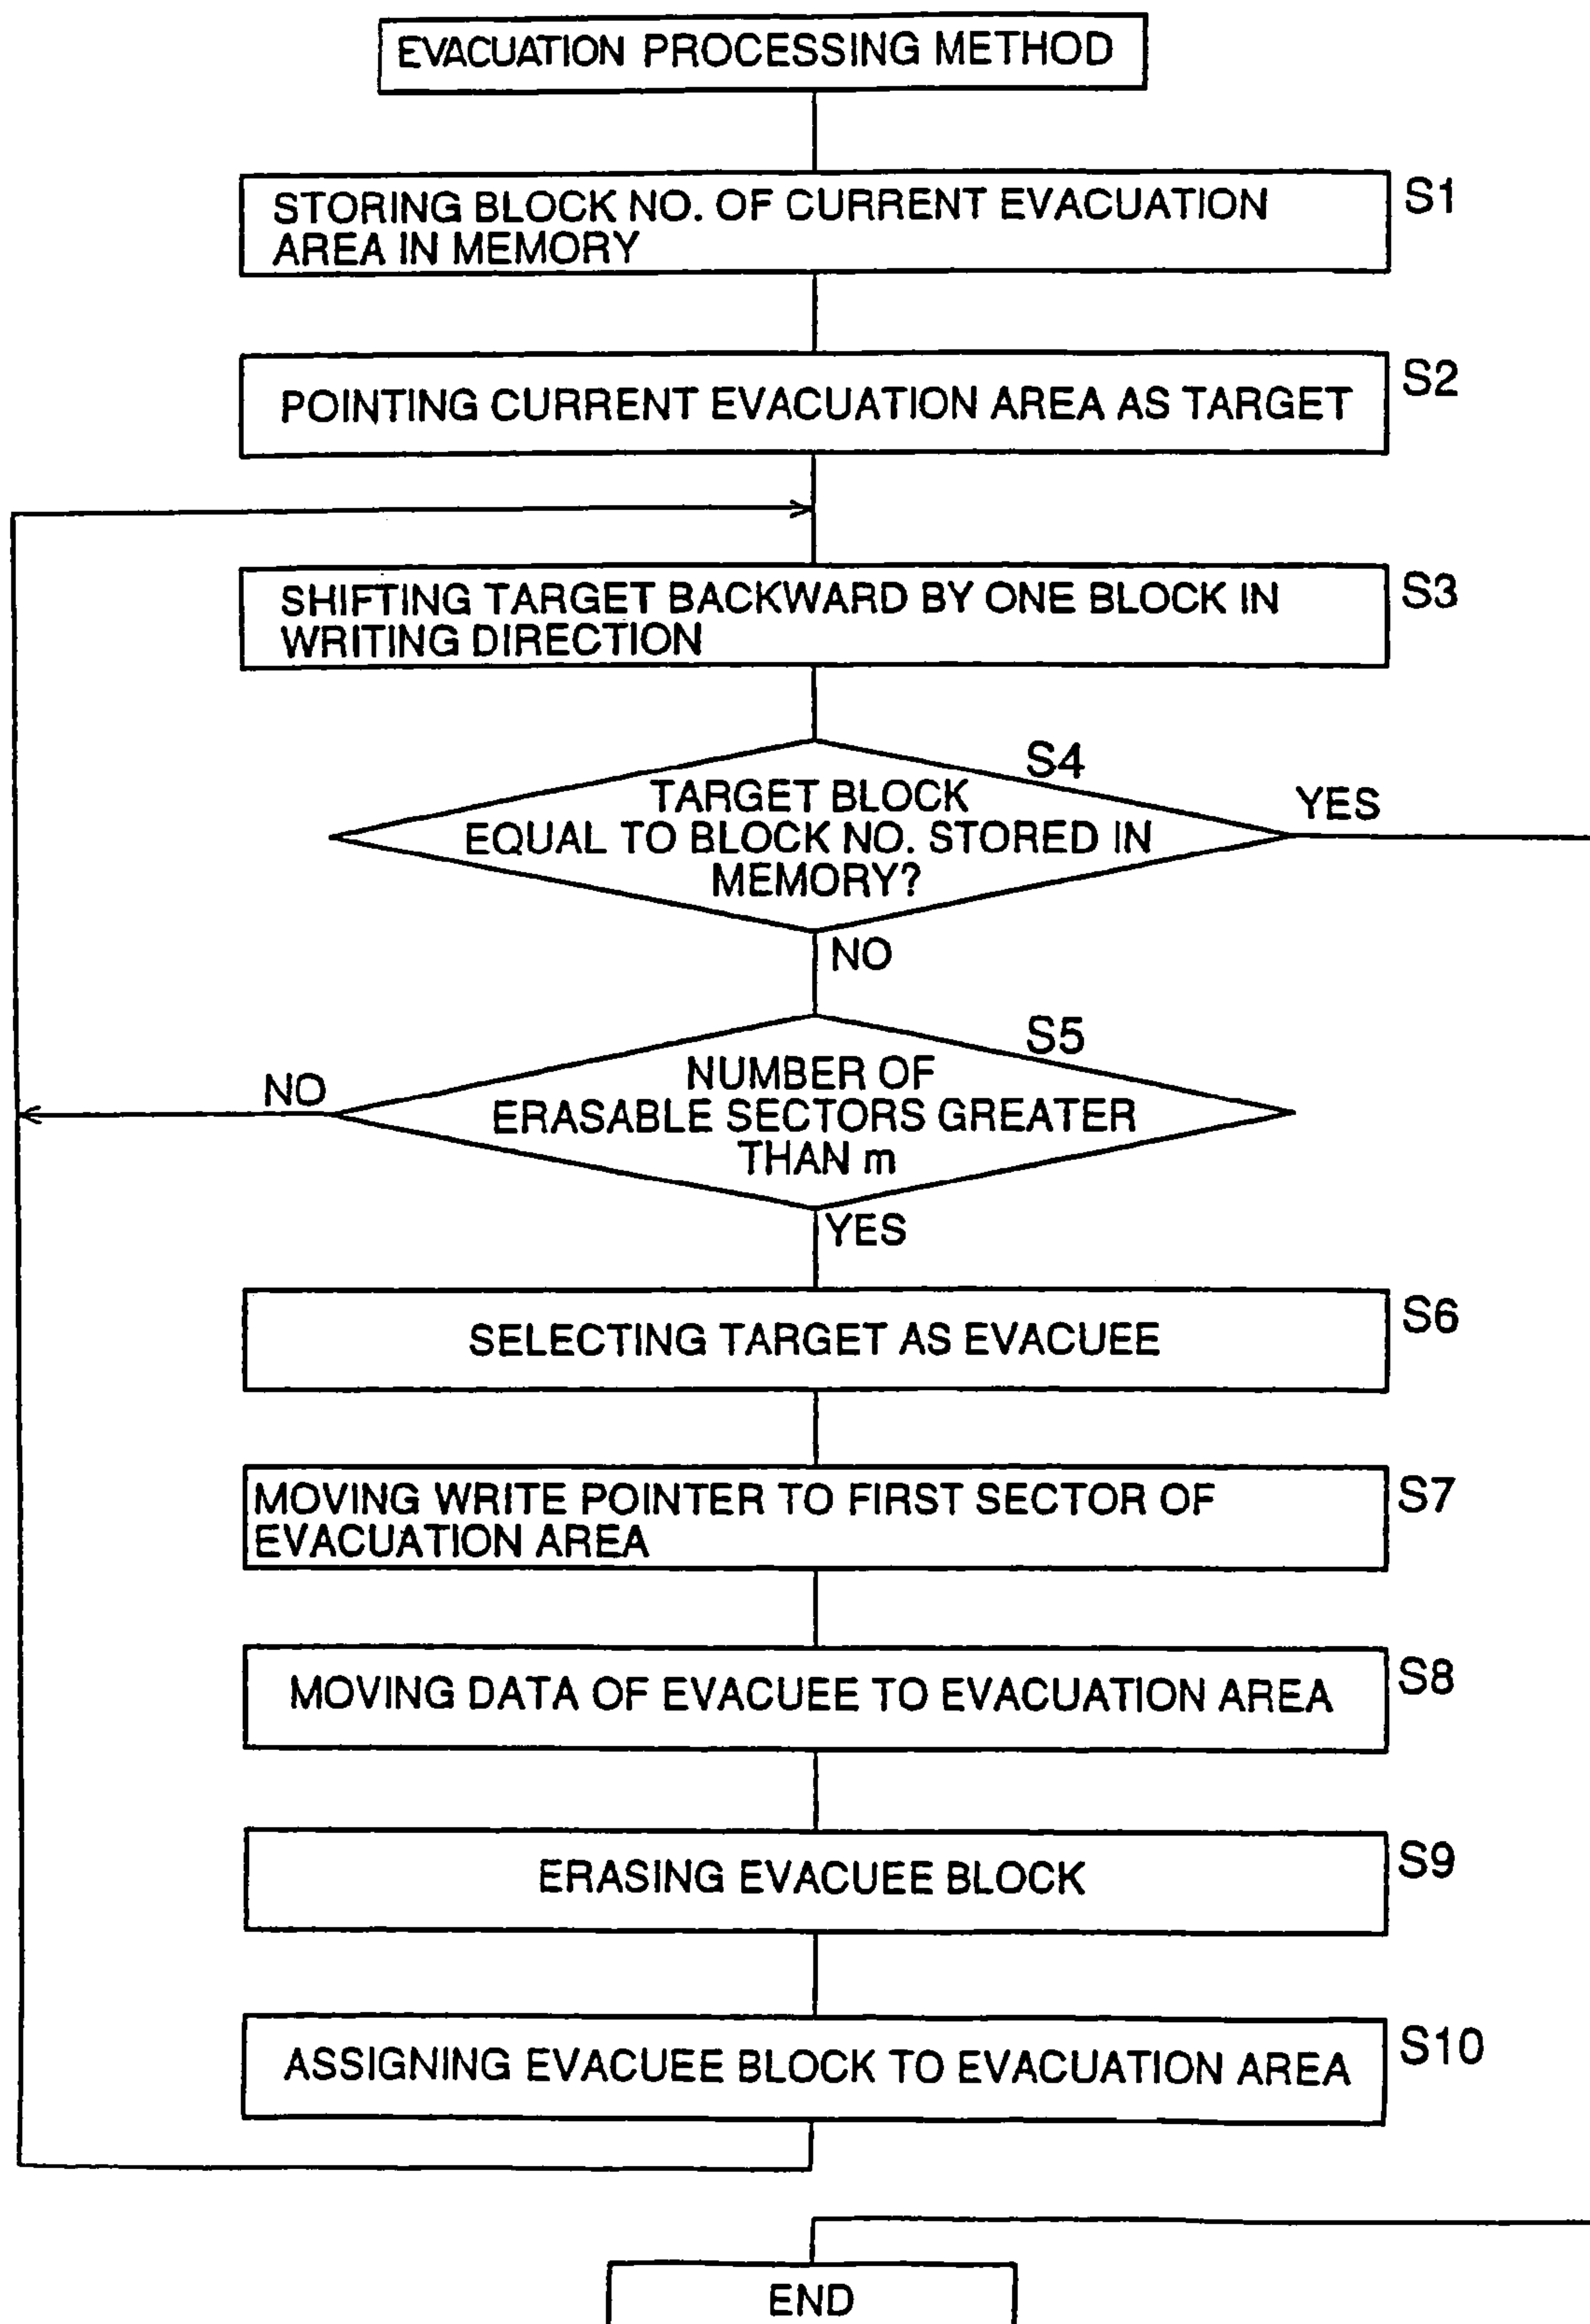 EVACUATION PROCESSING METHOD
STORING BLOCK NO. OF CURRENT EVACUATION
AREA IN MEMORY
S1
POINTING CURRENT EVACUATION AREA AS TARGET
S2
SHIFTING TARGET BACKWARD BY ONE BLOCK IN
WRITING DIRECTION
S3
S4
TARGET BLOCK
EQUAL TO BLOCK NO. STORED IN
MEMORY?
YES
NO
S5
NUMBER OF
ERASABLE SECTORS GREATER
THAN m
NO
YES
SELECTING TARGET AS EVACUEE
S6
MOVING WRITE POINTER TO FIRST SECTOR OF
EVACUATION AREA
S7
MOVING DATA OF EVACUEE TO EVACUATION AREA
S8
ERASING EVACUEE BLOCK
S9
ASSIGNING EVACUEE BLOCK TO EVACUATION AREA
S10
END